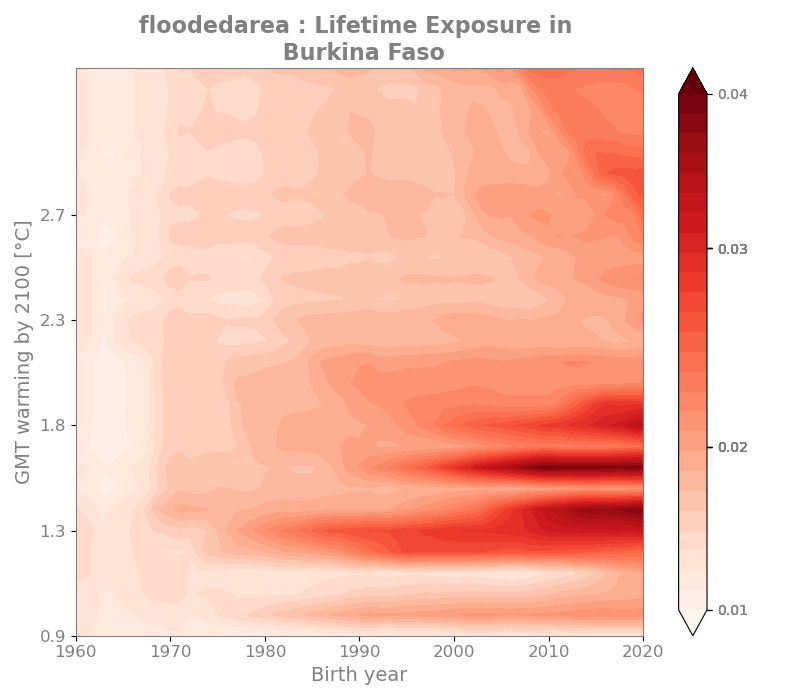 floodedarea : Lifetime Exposure in
Burkina Faso
GMT warming by 2100 [°C]
2.7
2.3
1.8
1.3
0.9
1960 1970 1980 1990 2000 2010 2020
Birth year
0.04
0.03
0.02
0.01